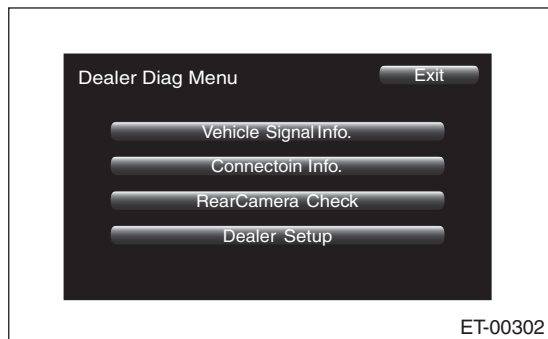 Dealer Diag Menu Exit
Vehicle Signal Info.
Connectoin Info.
RearCamera Check
Dealer Setup
ET-00302